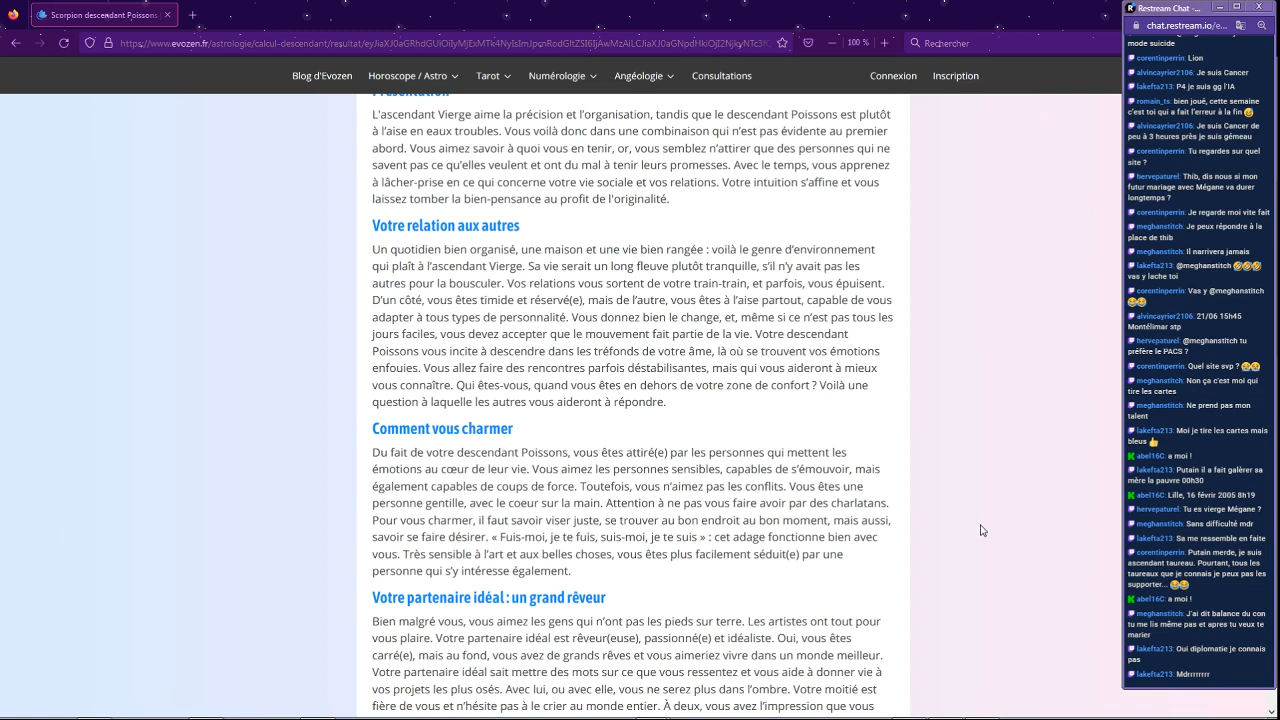 Scorpion descendant Poissons
https://www.evozen.fr/astrologie/calcul-descendant/resultat/
100 %
Rechercher
Blog d'Evozen
Horoscope / Astro
Tarot
Numérologie
Angéologie
Consultations
Connexion
Inscription
Présentation
L'ascendant Vierge aime la précision et l'organisation, tandis que le descendant Poissons est plutôt
à l'aise en eaux troubles. Vous voilà donc dans une combinaison qui n'est pas évidente au premier
abord. Vous aimez savoir à quoi vous en tenir, or, vous semblez n'attirer que des personnes qui ne
savent pas ce qu'elles veulent et ont du mal à tenir leurs promesses. Avec le temps, vous apprenez
à lâcher-prise en ce qui concerne votre vie sociale et vos relations. Votre intuition s'affine et vous
laissez tomber la bien-pensance au profit de l'originalité.
Votre relation aux autres
Un quotidien organisé, une maison et une vie bien rangée : voilà le genre d'environnement
qui plaît à l'ascendant Vierge. Sa vie serait un long fleuve plutôt tranquille, s'il n'y avait pas les
autres pour la bousculer. Vos relations vous sortent de votre train-train, et parfois, vous épuisent.
D'un côté, vous êtes timide et réservé(e), mais de l'autre, vous êtes à l'aise partout, capable de vous
adapter à tous types de personnalité. Vous donnez bien le change, et, même si ce n'est pas tous les
jours facile, vous devez accepter que le mouvement fait partie de la vie. Votre descendant
Poissons vous incite à descendre dans les tréfonds de votre âme, là où se trouvent vos émotions
enfouies. Vous allez faire des rencontres parfois déstabilisantes, mais qui vous aideront à mieux
vous connaître. Qui êtes-vous, quand vous êtes en dehors de votre zone de confort ? Voilà une
question à laquelle les autres vous aideront à répondre.
Comment vous charmer
Du fait de votre descendant Poissons, vous êtes attiré(e) par les personnes qui mettent les
émotions au cœur de leur vie. Vous aimez les personnes sensibles, capables de s'émouvoir, mais
également capables de coups de force. Toutefois, vous n'aimez pas les conflits. Vous êtes une
personne gentille, avec le coeur sur la main. Attention à ne pas vous faire avoir par des charlatans.
Pour vous charmer, il faut savoir viser juste, se trouver au bon endroit au bon moment, mais aussi,
savoir se faire désirer. « Fuis-moi, je te fuis, suis-moi, je te suis » : cet adage fonctionne bien avec
vous. Très sensible à l'art et aux belles choses, vous êtes plus facilement séduit(e) par une
personne qui s'y intéresse également.
Votre partenaire idéal : un grand rêveur
Bien malgré vous, vous aimez les gens qui n'ont pas les pieds sur terre. Les artistes ont tout pour
vous plaire. Votre partenaire idéal est rêveur(euse), passionné(e) et idéaliste. Oui, vous êtes
carré(e), mais au fond, vous avez de grands rêves et vous aimeriez vivre dans un monde meilleur.
Votre partenaire idéal sait mettre des mots sur ce que vous ressentez et vous aide à donner vie à
vos projets les plus osés. Avec lui, ou avec elle, vous ne serez plus dans l'ombre. Votre moitié est
fière de vous et n'hésite pas à le crier au monde entier. À deux, vous avez l'impression que vous
Restream Chat -...
chat.restream.io/e...
mode suicide
corentinperrin: Lion
alvincayrier2106: Je suis Cancer
lakefta213: P4 je suis gg l'IA
romain_ts: bien joué, cette semaine
c'est toi qui a fait l'erreur à la fin 😅
alvincayrier2106: Je suis Cancer de
peu à 3 heures près je suis gémeau
corentinperrin: Tu regardes sur quel
site ?
hervepaturel: Thib, dis nous si mon
futur mariage avec Mégane va durer
longtemps ?
corentinperrin: Je regarde moi vite fait
meghanstitch: Je peux répondre à la
place de thib
meghanstitch: Il narrivera jamais
lakefta213: @meghanstitch 🤣🤣🤣
vas y lache toi
corentinperrin: Vas y @meghanstitch
😂😂
alvincayrier2106: 21/06 15h45
Montélimar stp
hervepaturel: @meghanstitch tu
préfère le PACS ?
corentinperrin: Quel site svp ? 😢😢
meghanstitch: Non ça c'est moi qui
tire les cartes
meghanstitch: Ne prend pas mon
talent
lakefta213: Moi je tire les cartes mais
bleus 👍
abel16C: a moi !
lakefta213: Putain il a fait galèrer sa
mère la pauvre 00h30
abel16C: Lille, 16 févrir 2005 8h19
hervepaturel: Tu es vierge Mégane ?
meghanstitch: Sans difficulté mdr
lakefta213: Sa me ressemble en faite
corentinperrin: Putain merde, je suis
ascendant taureau. Pourtant, tous les
taureaux que je connais je peux pas les
supporter... 😂😂
abel16C: a moi !
meghanstitch: J'ai dit balance du con
tu me lis même pas et apres tu veux te
marier
lakefta213: Oui diplomatie je connais
pas
lakefta213: Mdrrrrrrrr